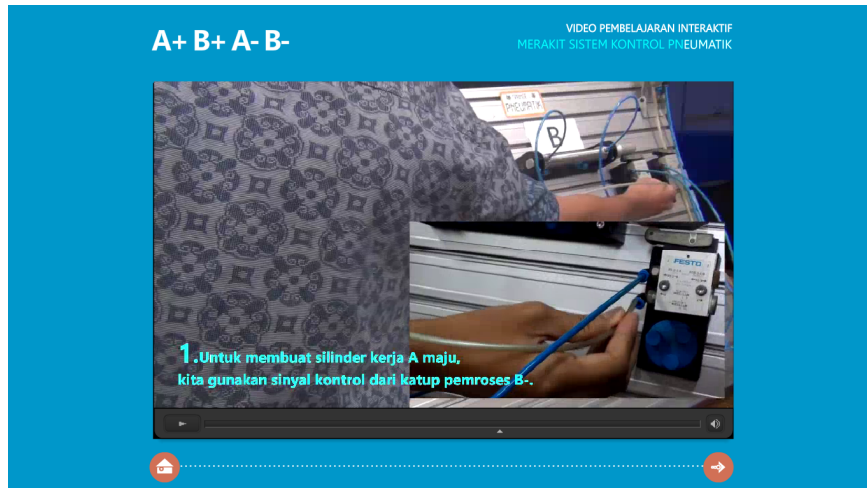 A+ B+ A- B-
VIDEO PEMBELAJARAN INTERAKTIF
MERAKIT SISTEM KONTROL PNEUMATIK
PNEUMATIK
B
FESTO
1.Untuk membuat silinder kerja A maju,
kita gunakan sinyal kontrol dari katup pemroses B-.